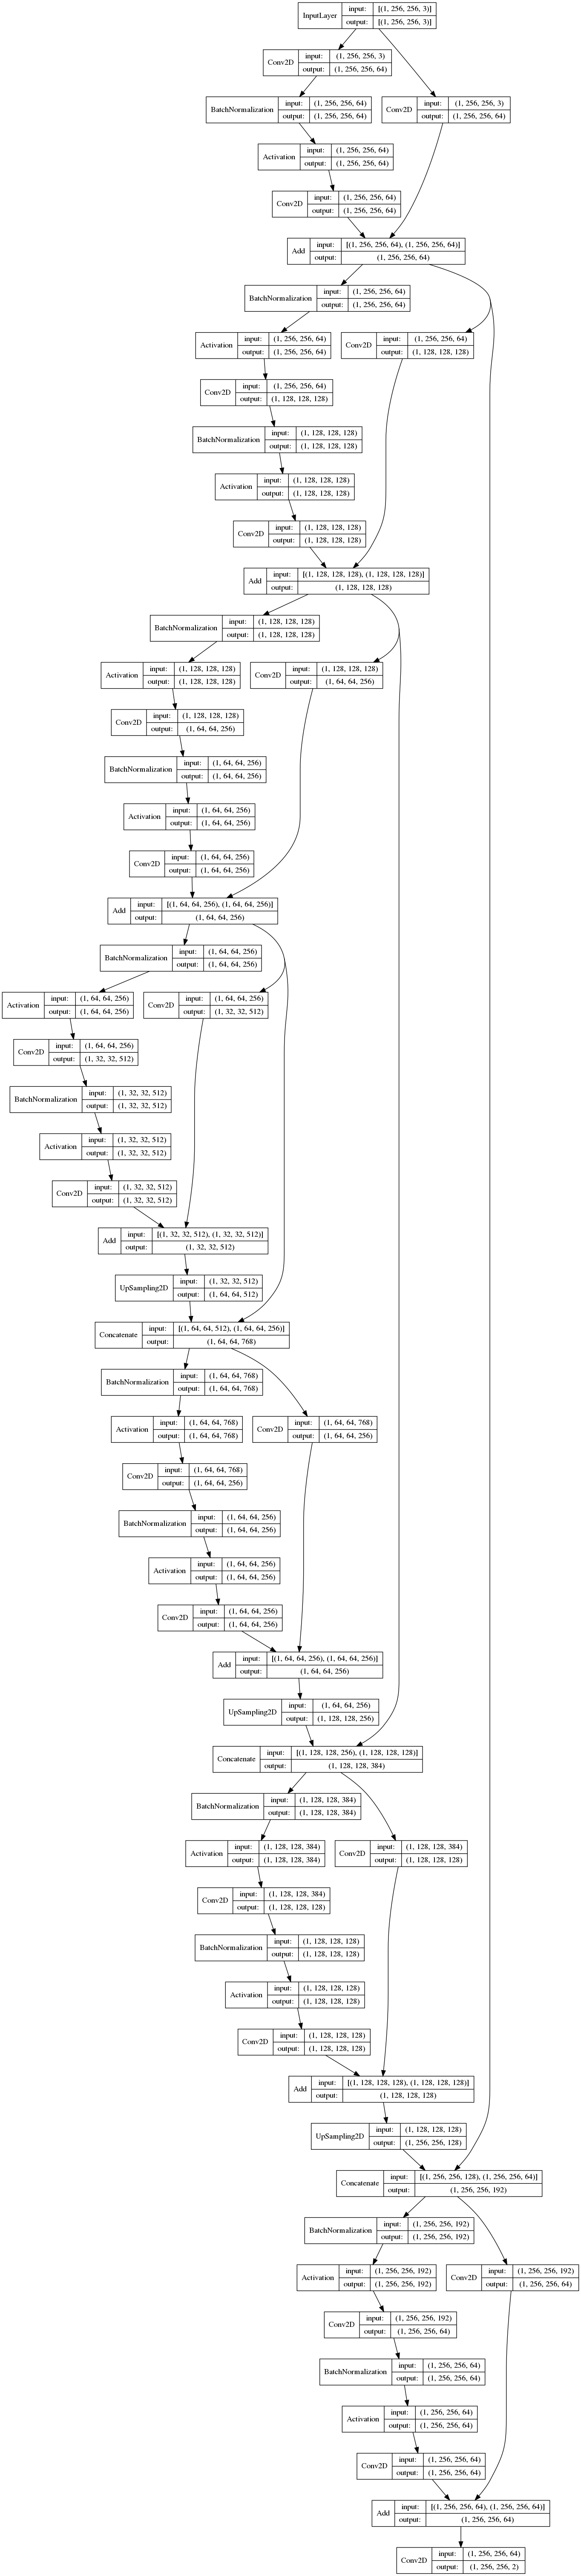 InputLayer input: [(1, 256, 256, 3)]
output: [(1, 256, 256, 3)]
Conv2D input: (1, 256, 256, 3)
output: (1, 256, 256, 64)
BatchNormalization input: (1, 256, 256, 64)
output: (1, 256, 256, 64)
Conv2D input: (1, 256, 256, 3)
output: (1, 256, 256, 64)
Activation input: (1, 256, 256, 64)
output: (1, 256, 256, 64)
Conv2D input: (1, 256, 256, 64)
output: (1, 256, 256, 64)
Add input: [(1, 256, 256, 64), (1, 256, 256, 64)]
output: (1, 256, 256, 64)
BatchNormalization input: (1, 256, 256, 64)
output: (1, 256, 256, 64)
Activation input: (1, 256, 256, 64)
output: (1, 256, 256, 64)
Conv2D input: (1, 256, 256, 64)
output: (1, 128, 128, 128)
Conv2D input: (1, 256, 256, 64)
output: (1, 128, 128, 128)
BatchNormalization input: (1, 128, 128, 128)
output: (1, 128, 128, 128)
Activation input: (1, 128, 128, 128)
output: (1, 128, 128, 128)
Conv2D input: (1, 128, 128, 128)
output: (1, 128, 128, 128)
Add input: [(1, 128, 128, 128), (1, 128, 128, 128)]
output: (1, 128, 128, 128)
BatchNormalization input: (1, 128, 128, 128)
output: (1, 128, 128, 128)
Activation input: (1, 128, 128, 128)
output: (1, 128, 128, 128)
Conv2D input: (1, 128, 128, 128)
output: (1, 64, 64, 256)
Conv2D input: (1, 128, 128, 128)
output: (1, 64, 64, 256)
BatchNormalization input: (1, 64, 64, 256)
output: (1, 64, 64, 256)
Activation input: (1, 64, 64, 256)
output: (1, 64, 64, 256)
Conv2D input: (1, 64, 64, 256)
output: (1, 64, 64, 256)
Add input: [(1, 64, 64, 256), (1, 64, 64, 256)]
output: (1, 64, 64, 256)
BatchNormalization input: (1, 64, 64, 256)
output: (1, 64, 64, 256)
Activation input: (1, 64, 64, 256)
output: (1, 64, 64, 256)
Conv2D input: (1, 64, 64, 256)
output: (1, 32, 32, 512)
Conv2D input: (1, 64, 64, 256)
output: (1, 32, 32, 512)
BatchNormalization input: (1, 32, 32, 512)
output: (1, 32, 32, 512)
Activation input: (1, 32, 32, 512)
output: (1, 32, 32, 512)
Conv2D input: (1, 32, 32, 512)
output: (1, 32, 32, 512)
Add input: [(1, 32, 32, 512), (1, 32, 32, 512)]
output: (1, 32, 32, 512)
UpSampling2D input: (1, 32, 32, 512)
output: (1, 64, 64, 512)
Concatenate input: [(1, 64, 64, 512), (1, 64, 64, 256)]
output: (1, 64, 64, 768)
BatchNormalization input: (1, 64, 64, 768)
output: (1, 64, 64, 768)
Activation input: (1, 64, 64, 768)
output: (1, 64, 64, 768)
Conv2D input: (1, 64, 64, 768)
output: (1, 64, 64, 256)
Conv2D input: (1, 64, 64, 768)
output: (1, 64, 64, 256)
BatchNormalization input: (1, 64, 64, 256)
output: (1, 64, 64, 256)
Activation input: (1, 64, 64, 256)
output: (1, 64, 64, 256)
Conv2D input: (1, 64, 64, 256)
output: (1, 64, 64, 256)
Add input: [(1, 64, 64, 256), (1, 64, 64, 256)]
output: (1, 64, 64, 256)
UpSampling2D input: (1, 64, 64, 256)
output: (1, 128, 128, 256)
Concatenate input: [(1, 128, 128, 256), (1, 128, 128, 128)]
output: (1, 128, 128, 384)
BatchNormalization input: (1, 128, 128, 384)
output: (1, 128, 128, 384)
Activation input: (1, 128, 128, 384)
output: (1, 128, 128, 384)
Conv2D input: (1, 128, 128, 384)
output: (1, 128, 128, 128)
Conv2D input: (1, 128, 128, 384)
output: (1, 128, 128, 128)
BatchNormalization input: (1, 128, 128, 128)
output: (1, 128, 128, 128)
Activation input: (1, 128, 128, 128)
output: (1, 128, 128, 128)
Conv2D input: (1, 128, 128, 128)
output: (1, 128, 128, 128)
Add input: [(1, 128, 128, 128), (1, 128, 128, 128)]
output: (1, 128, 128, 128)
UpSampling2D input: (1, 128, 128, 128)
output: (1, 256, 256, 128)
Concatenate input: [(1, 256, 256, 128), (1, 256, 256, 64)]
output: (1, 256, 256, 192)
BatchNormalization input: (1, 256, 256, 192)
output: (1, 256, 256, 192)
Activation input: (1, 256, 256, 192)
output: (1, 256, 256, 192)
Conv2D input: (1, 256, 256, 192)
output: (1, 256, 256, 64)
Conv2D input: (1, 256, 256, 192)
output: (1, 256, 256, 64)
BatchNormalization input: (1, 256, 256, 64)
output: (1, 256, 256, 64)
Activation input: (1, 256, 256, 64)
output: (1, 256, 256, 64)
Conv2D input: (1, 256, 256, 64)
output: (1, 256, 256, 64)
Add input: [(1, 256, 256, 64), (1, 256, 256, 64)]
output: (1, 256, 256, 64)
Conv2D input: (1, 256, 256, 64)
output: (1, 256, 256, 2)